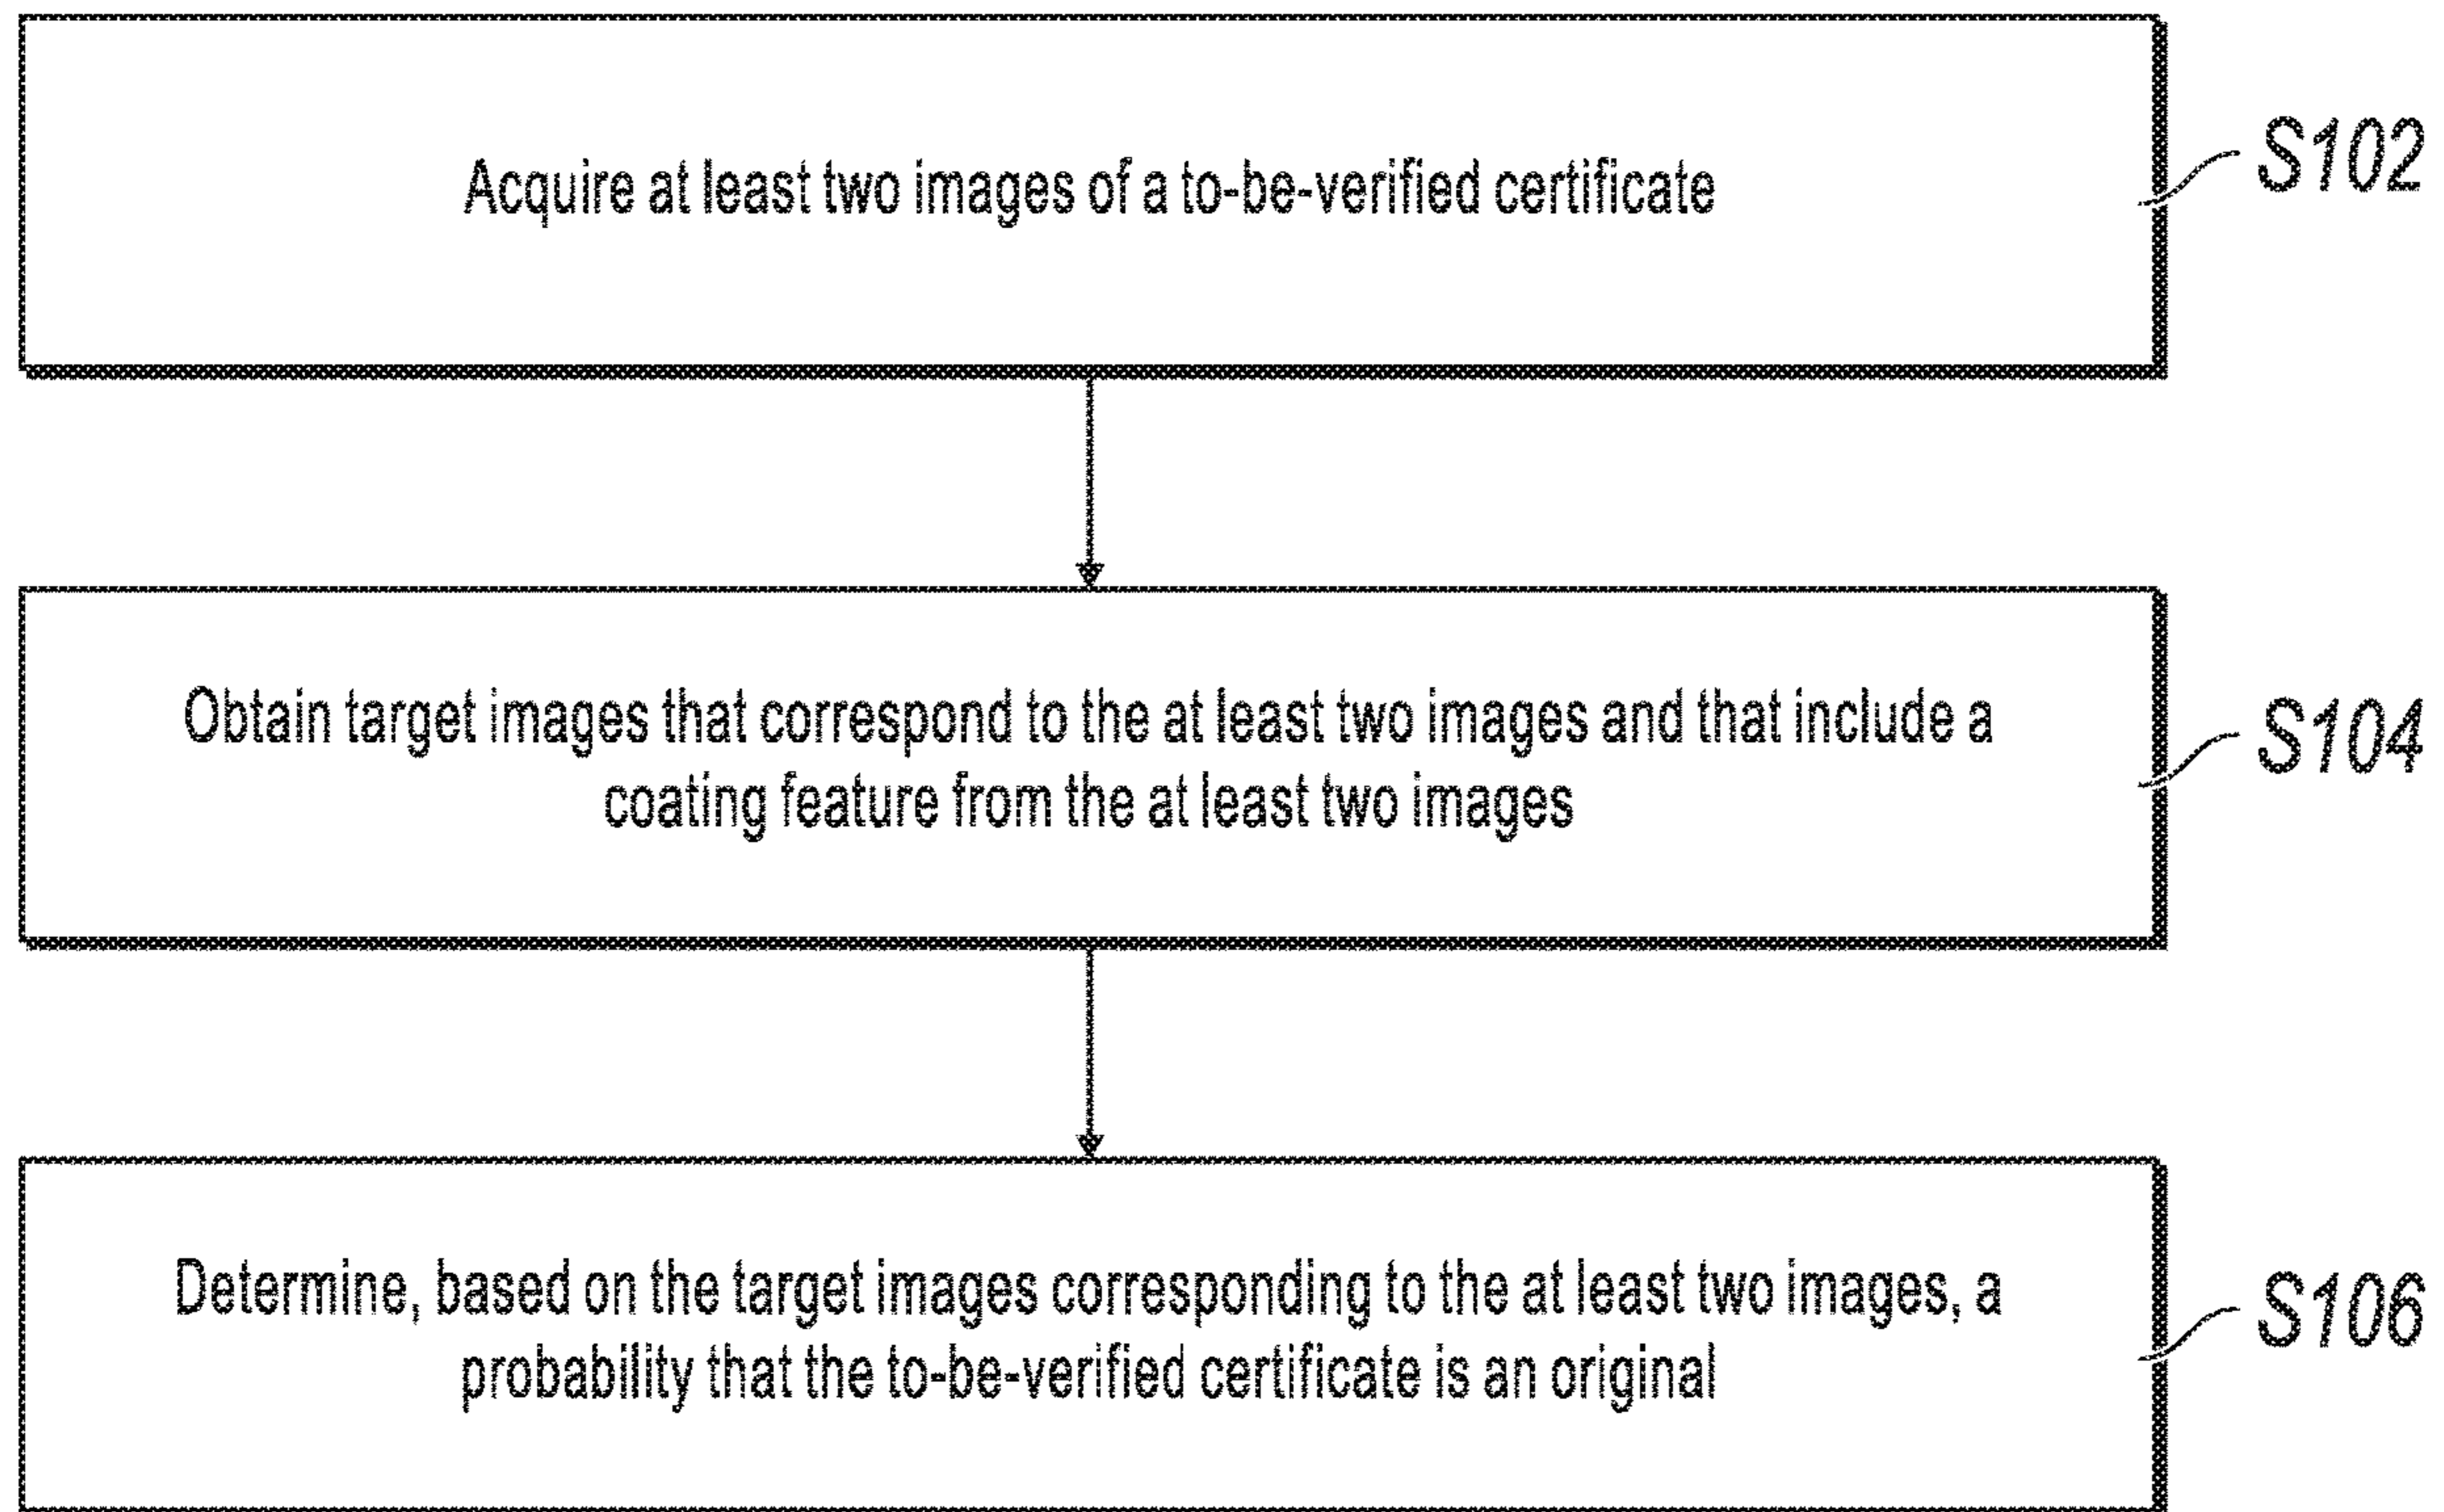 Acquire at least two images of a to-be-verified certificate
S102
Obtain target images that correspond to the at least two images and that include a
coating feature from the at least two images
S104
Determine, based on the target images corresponding to the at least two images, a
probability that the to-be-verified certificate is an original
S106